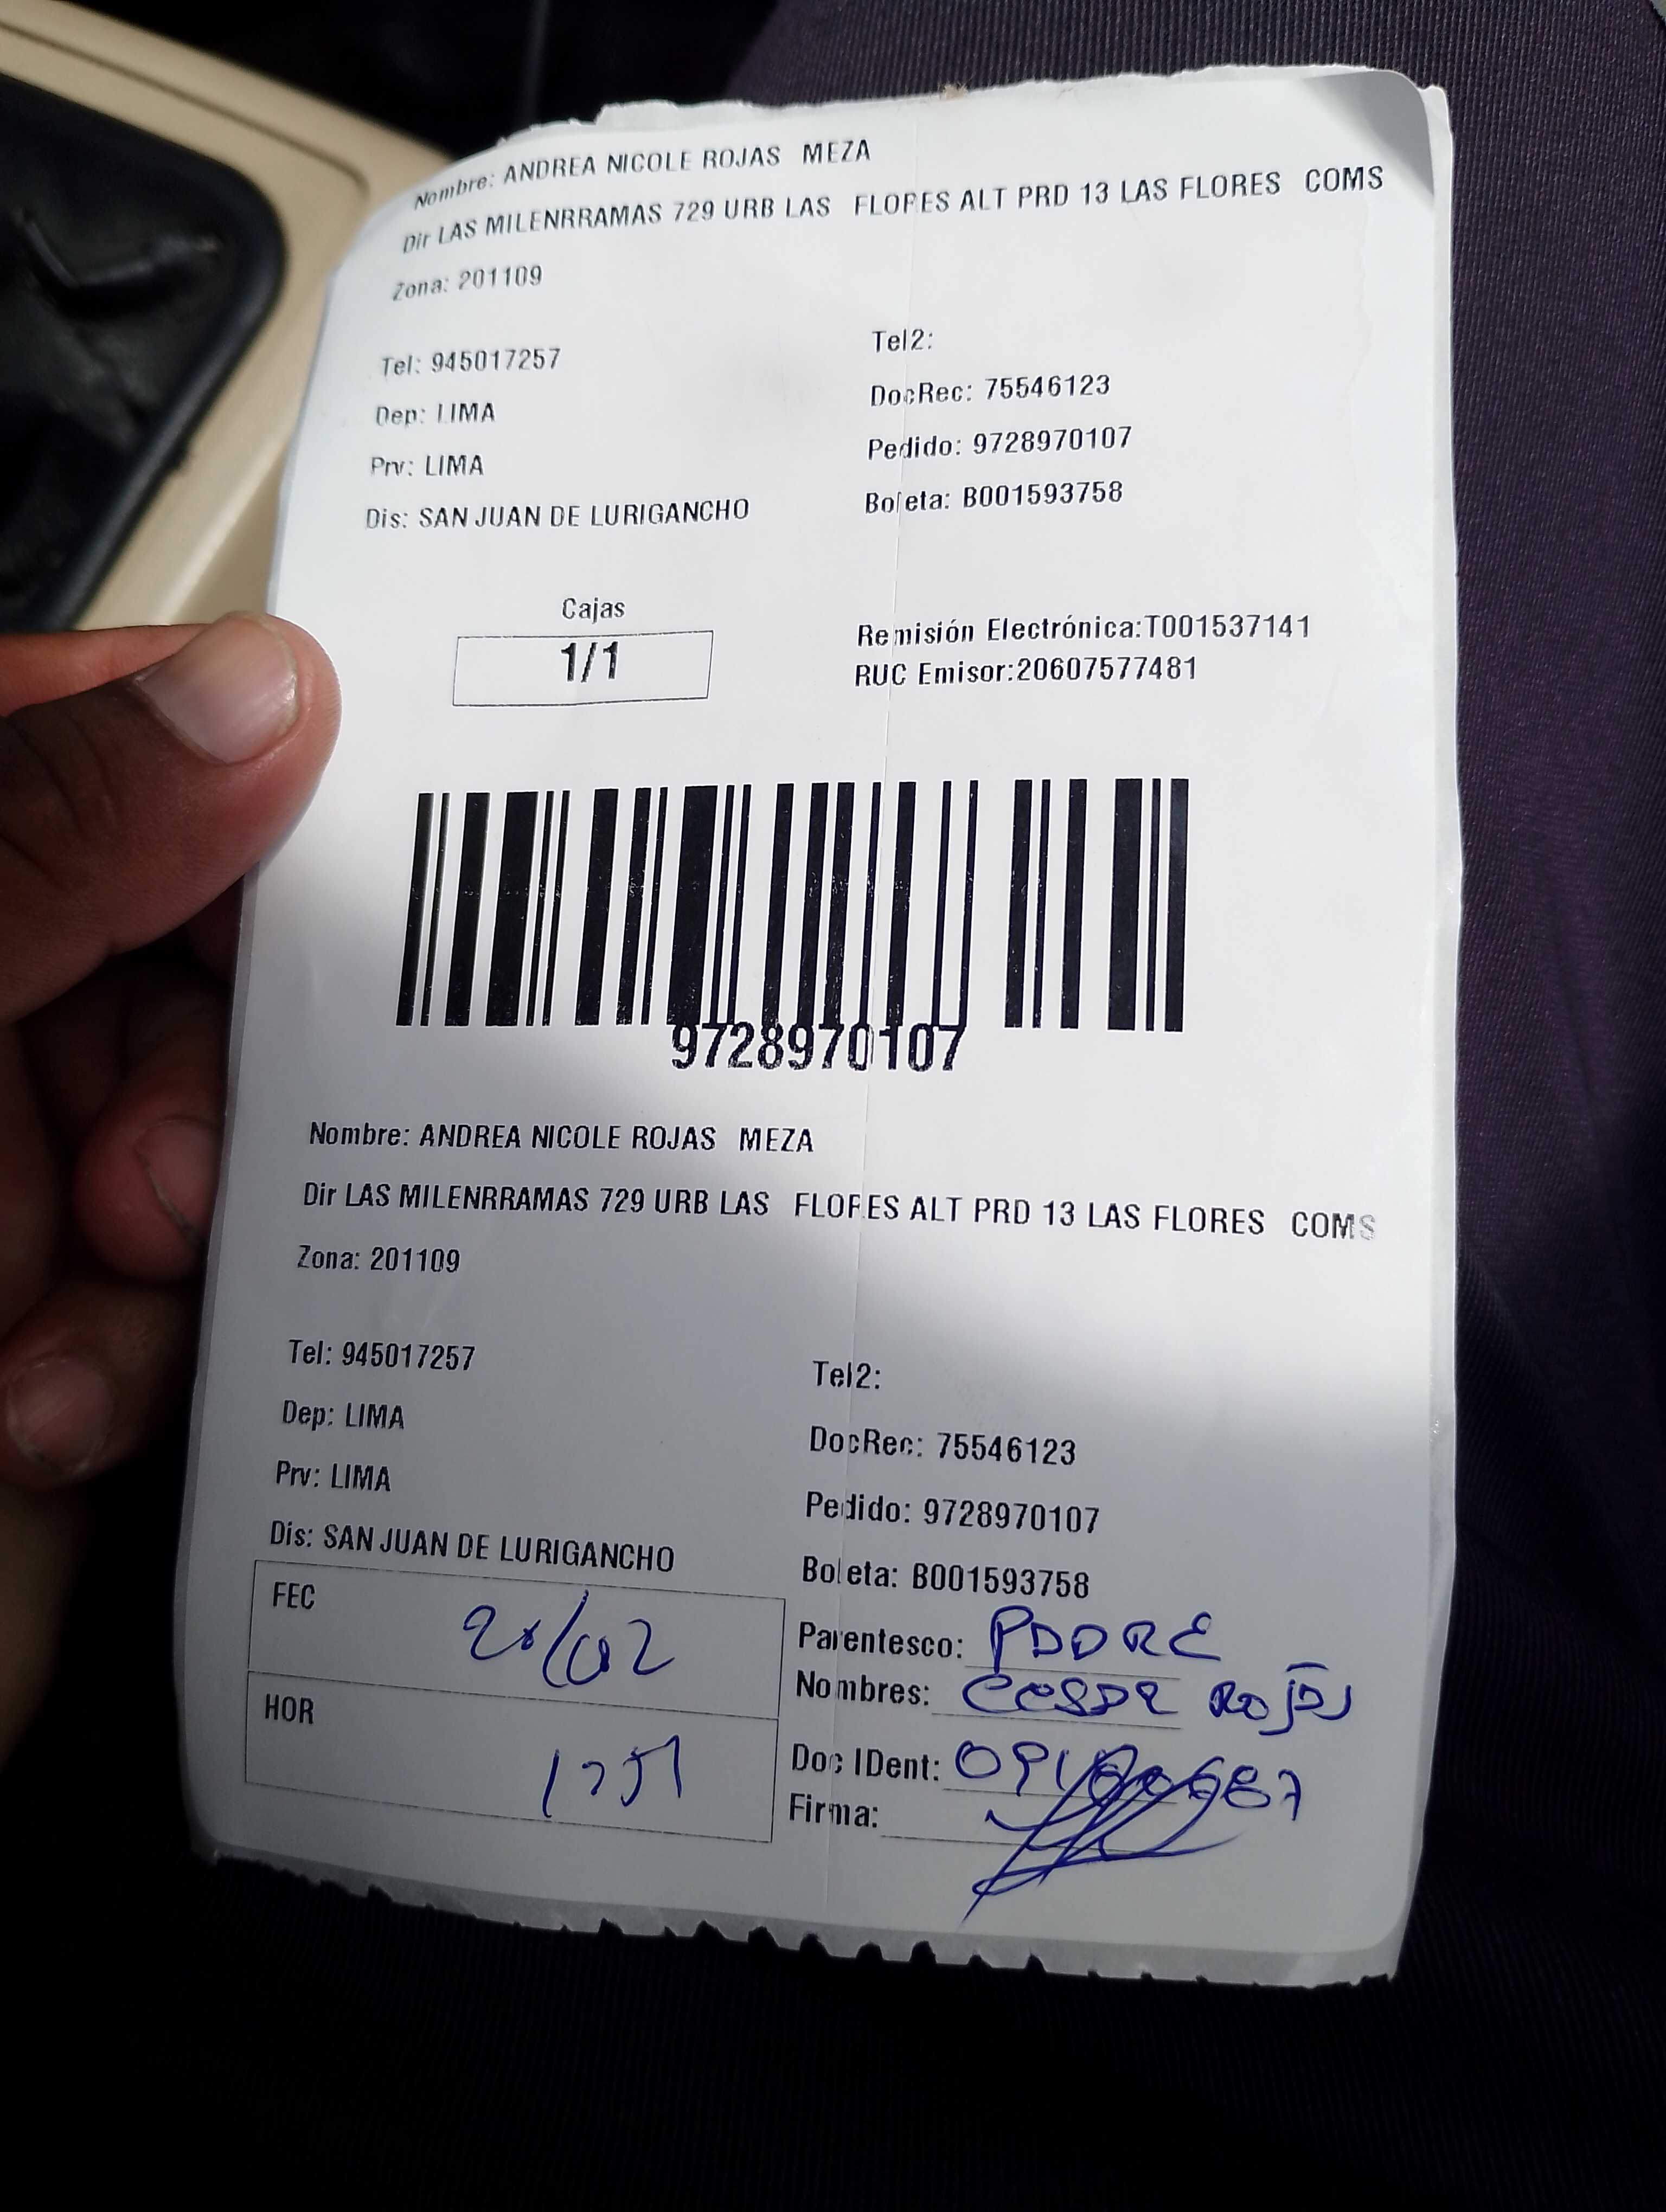 Nombre: ANDREA NICOLE ROJAS MEZA
Dir LAS MILENRRAMAS 729 URB LAS FLORES ALT PRD 13 LAS FLORES COMS
Zona: 201109
Tel: 945017257
Tel2:
Dep: LIMA
DocRec: 75546123
Prv: LIMA
Pedido: 9728970107
Dis: SAN JUAN DE LURIGANCHO
Boleta: B001593758
Cajas
1/1
Remisión Electrónica:T001537141
RUC Emisor:20607577481
9728970107
Nombre: ANDREA NICOLE ROJAS MEZA
Dir LAS MILENRRAMAS 729 URB LAS FLORES ALT PRD 13 LAS FLORES COMS
Zona: 201109
Tel: 945017257
Tel2:
Dep: LIMA
DocRec: 75546123
Prv: LIMA
Pedido: 9728970107
Dis: SAN JUAN DE LURIGANCHO
Boleta: B001593758
FEC
Parentesco: PADRE
Nombres: CESAR ROJAS
HOR
Doc IDent:
Firma: